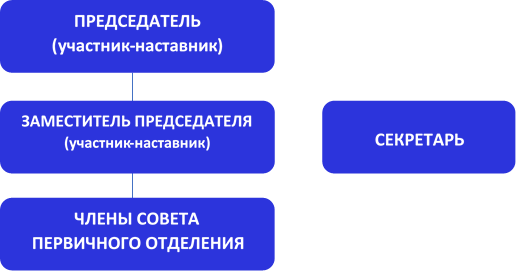 ПРЕДСЕДАТЕЛЬ
(участник-наставник)
ЗАМЕСТИТЕЛЬ ПРЕДСЕДАТЕЛЯ
(участник-наставник)
СЕКРЕТАРЬ
ЧЛЕНЫ СОВЕТА
ПЕРВИЧНОГО ОТДЕЛЕНИЯ